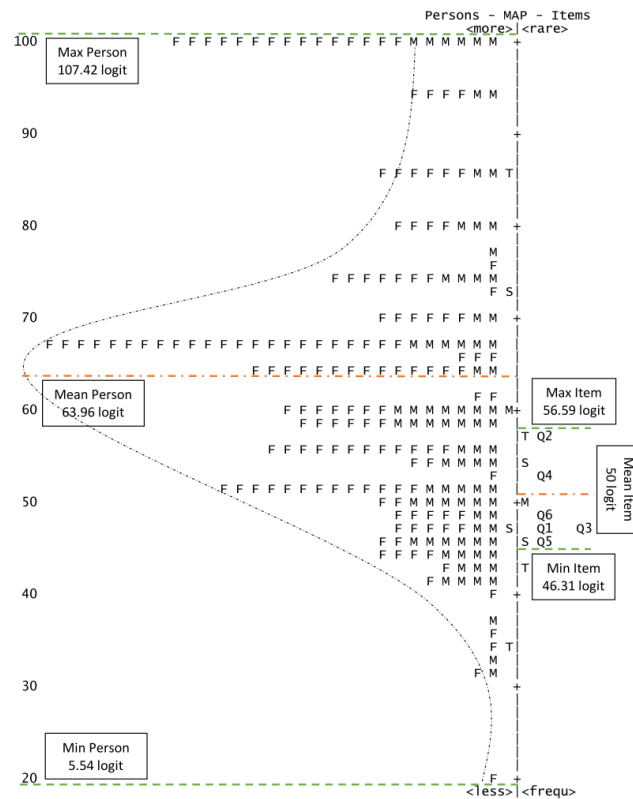 Persons - MAP - Items
<more>|<rare>
100 F F F F F F F F F F F F F F F M M M M M M +
Max Person
107.42 logit
F F F F M M
90 +
F F F F F F M M T
80 F F F F F M M +
M
F
F F F F F F F M M M M
F S
70 F F F F F F M M +
F F F F F F F F F F F F F F F F F F F F F F F M M M M M M
F F F
F F F F F F F F F F F F F F M M
Mean Person
63.96 logit
F F
60 F F F F F F F M M M M M M M M+
F F F F F F M M M M M M M
Max Item
56.59 logit
T Q2
F F F F F F F F M M M M M M M
F F M M M M S
F Q4
F F F F F F F F F F F F F M M M M M
Mean Item
50 logit
50 F M M M M M M M +M
F F F F F M M Q6
F F F F F M M S Q1 Q3
F F M M M M M M S Q5
F F F F M M M M
F M M M T
F M M M M
Min Item
46.31 logit
40 F +
M
F
F T
M
F M
30 +
Min Person
5.54 logit
20 F +
<less>|<frequ>